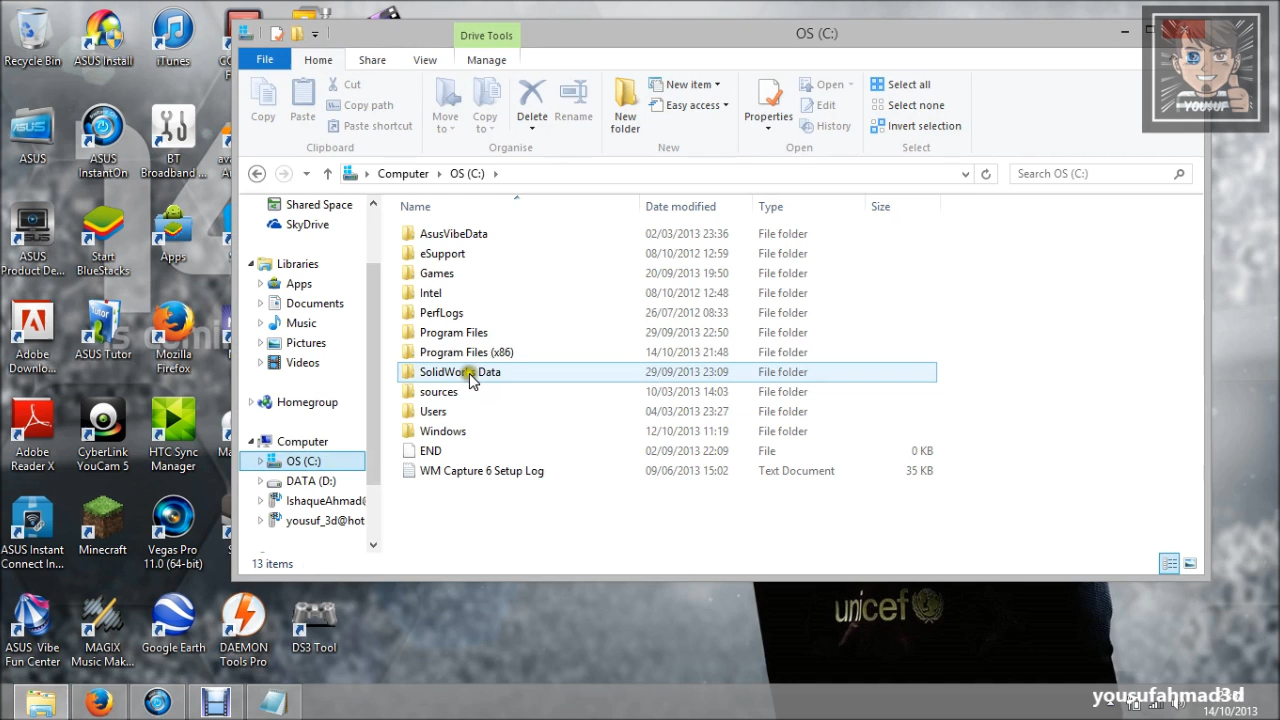 Recycle Bin
ASUS Install
iTunes
ASUS
ASUS InstantOn
BT Broadband ...
ASUS Product De...
Start BlueStacks
Apps
Adobe Downlo...
ASUS Tutor
Mozilla Firefox
Adobe Reader X
CyberLink YouCam 5
HTC Sync Manager
ASUS Instant Connect In...
Minecraft
Vegas Pro 11.0 (64-bit)
ASUS Vibe Fun Center
MAGIX Music Mak...
Google Earth
DAEMON Tools Pro
DS3 Tool
Drive Tools
OS (C:)
File
Home
Share
View
Manage
Copy
Paste
Cut
Copy path
Paste shortcut
Clipboard
Move to
Copy to
Delete
Rename
Organise
New folder
New item
Easy access
New
Properties
Open
Edit
History
Open
Select all
Select none
Invert selection
Select
YOUSUF
Computer
OS (C:)
Search OS (C:)
Shared Space
SkyDrive
Libraries
Apps
Documents
Music
Pictures
Videos
Homegroup
Computer
OS (C:)
DATA (D:)
IshaqueAhmad@
yousuf_3d@hot
Name Date modified Type Size
AsusVibeData 02/03/2013 23:36 File folder
eSupport 08/10/2012 12:59 File folder
Games 20/09/2013 19:50 File folder
Intel 08/10/2012 12:48 File folder
PerfLogs 26/07/2012 08:33 File folder
Program Files 29/09/2013 22:50 File folder
Program Files (x86) 14/10/2013 21:48 File folder
SolidWorks Data 29/09/2013 23:09 File folder
sources 10/03/2013 14:03 File folder
Users 04/03/2013 23:27 File folder
Windows 12/10/2013 11:19 File folder
END 02/09/2013 22:09 File 0 KB
WM Capture 6 Setup Log 09/06/2013 15:02 Text Document 35 KB
13 items
unicef
yousufahmad3d
14/10/2013